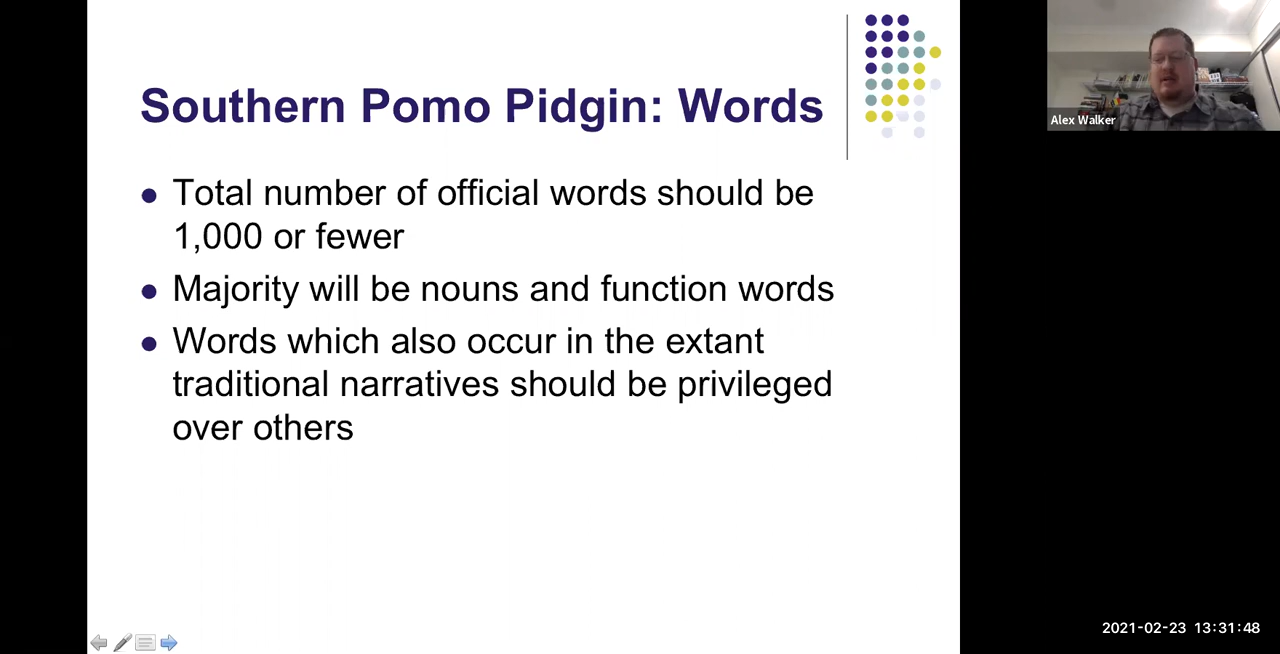 Southern Pomo Pidgin: Words
Total number of official words should be
1,000 or fewer
Majority will be nouns and function words
Words which also occur in the extant
traditional narratives should be privileged
over others
Alex Walker
2021-02-23 13:31:48